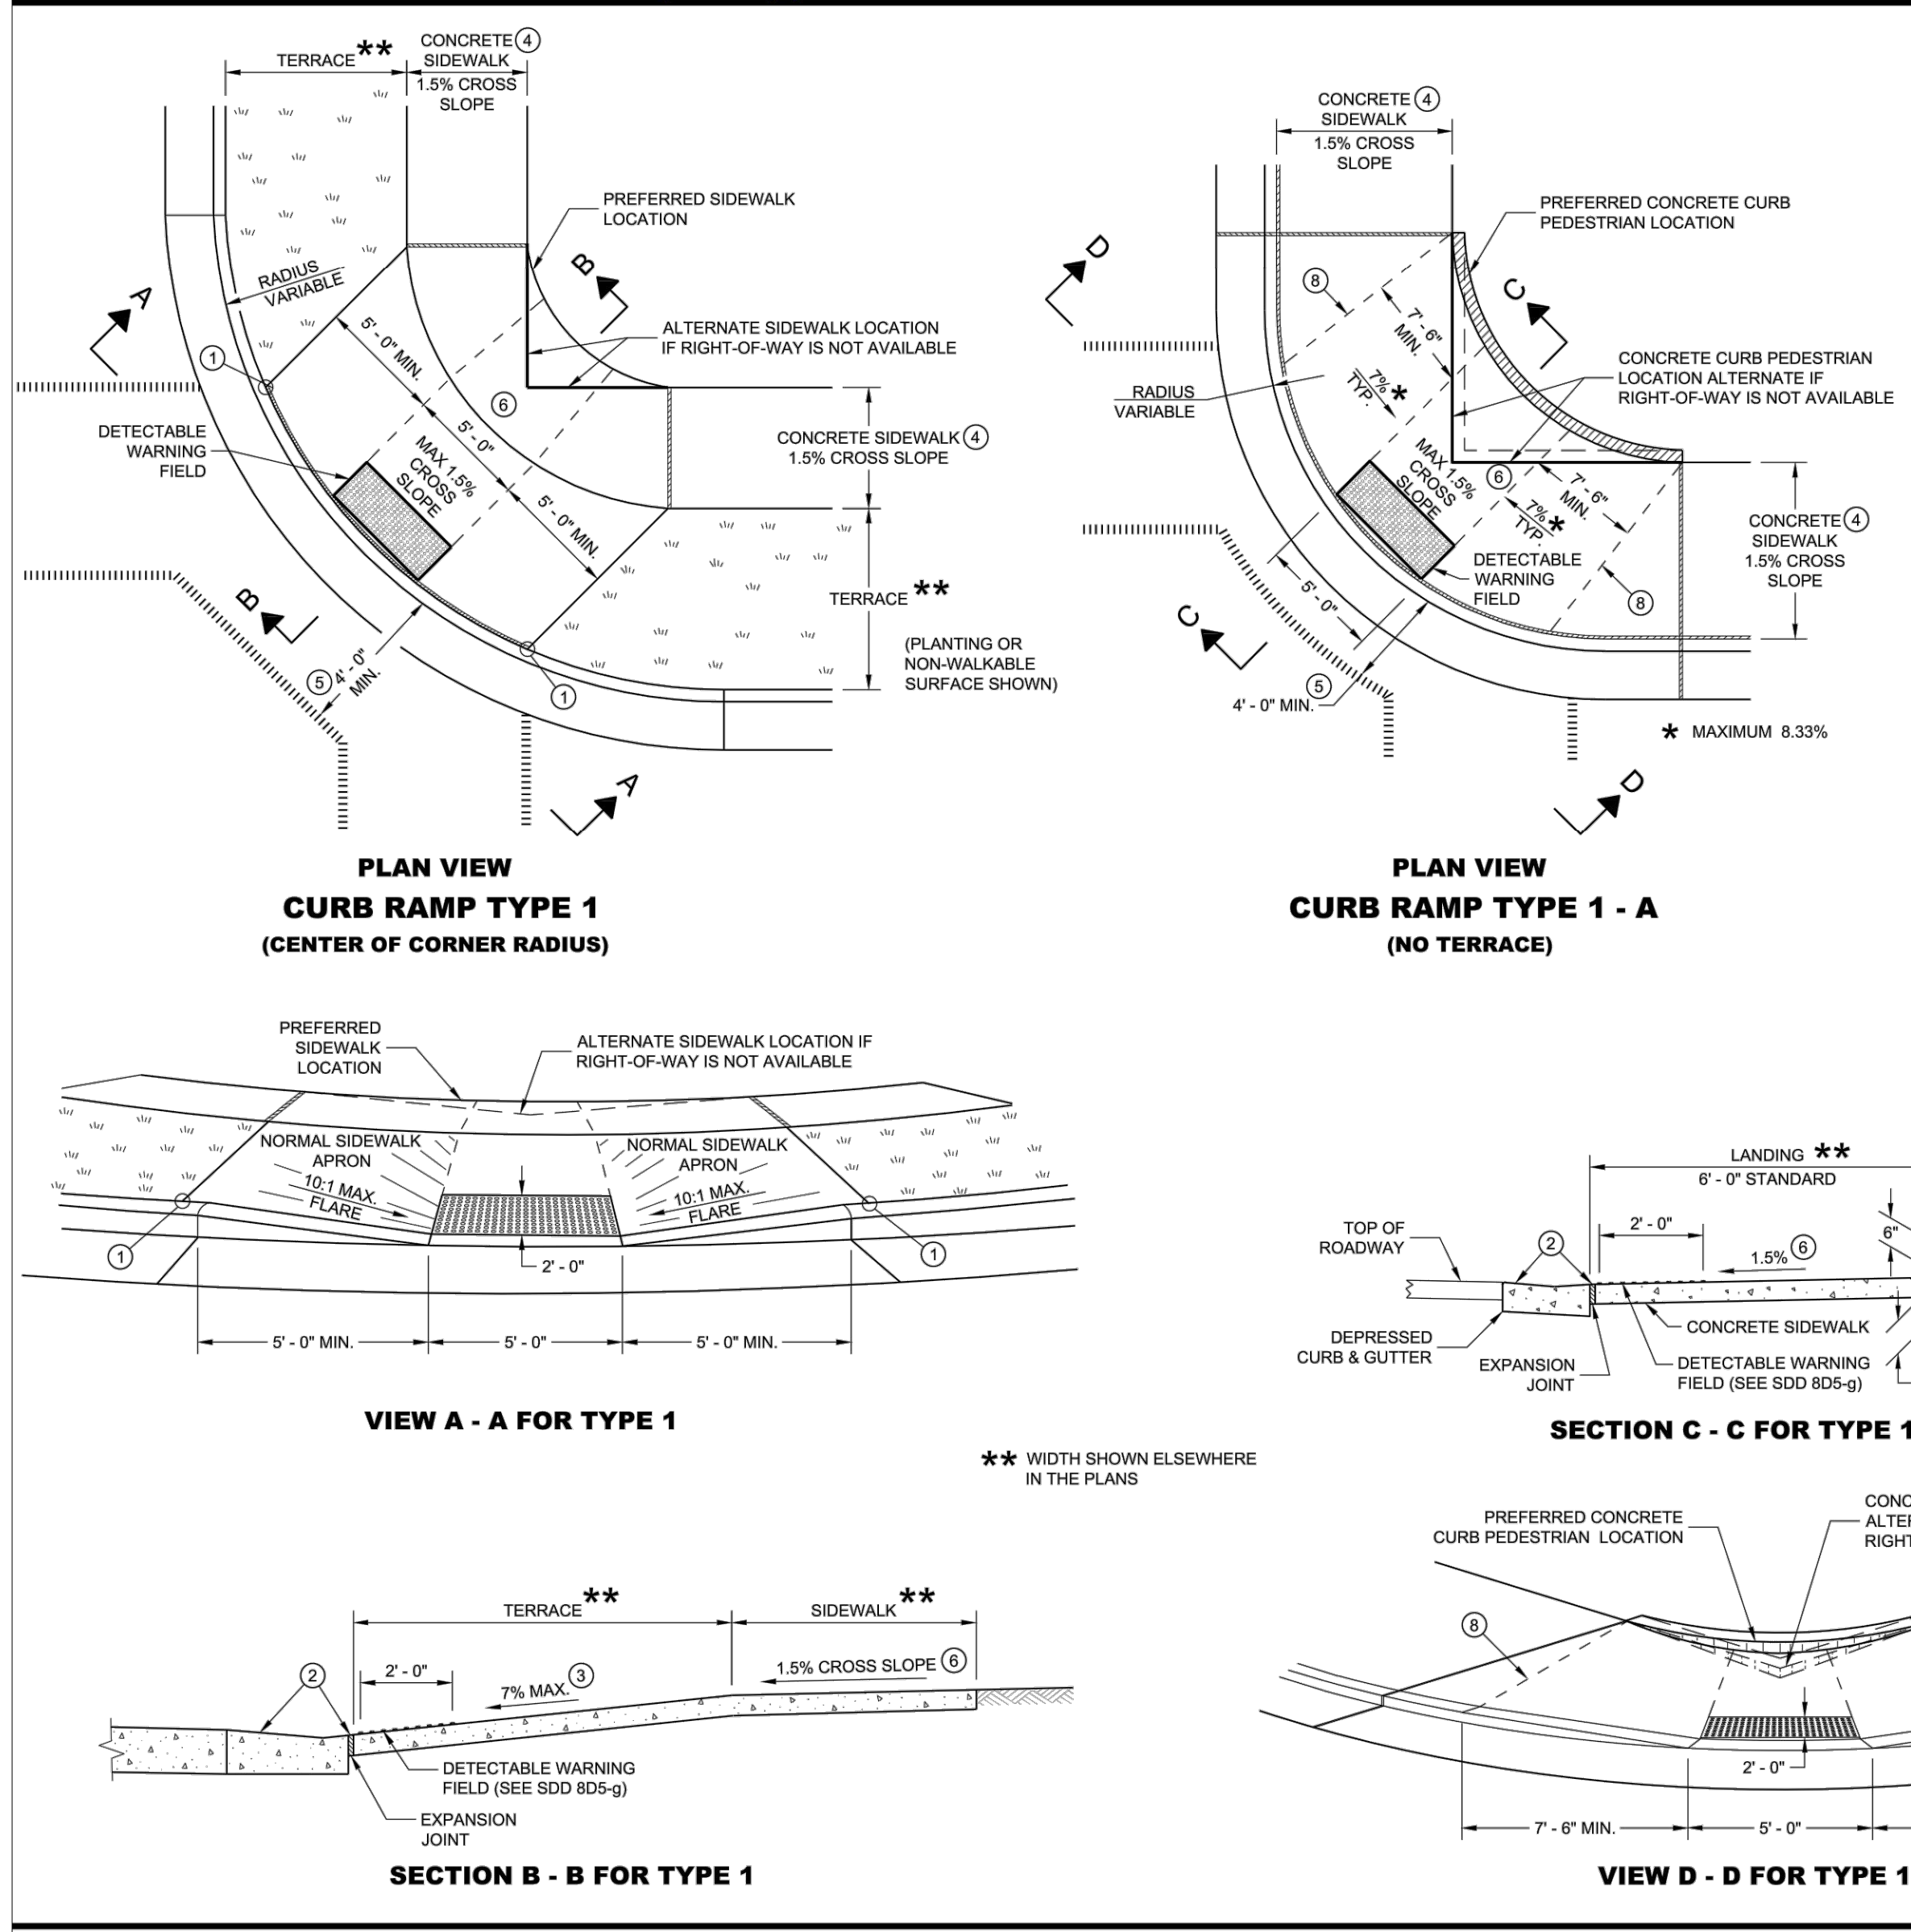 TERRACE **
CONCRETE 4
SIDEWALK
1.5% CROSS
SLOPE
PREFERRED SIDEWALK
LOCATION
B
RADIUS
VARIABLE
A
ALTERNATE SIDEWALK LOCATION
IF RIGHT-OF-WAY IS NOT AVAILABLE
1
5' - 0" MIN.
6
DETECTABLE
WARNING
FIELD
5' - 0"
MAX 1.5%
CROSS
SLOPE
CONCRETE SIDEWALK 4
1.5% CROSS SLOPE
5' - 0" MIN.
B
TERRACE **
(PLANTING OR
NON-WALKABLE
SURFACE SHOWN)
5 4' - 0"
MIN.
1
A
PLAN VIEW
CURB RAMP TYPE 1
(CENTER OF CORNER RADIUS)
CONCRETE 4
SIDEWALK
1.5% CROSS
SLOPE
PREFERRED CONCRETE CURB
PEDESTRIAN LOCATION
D
8
C
7' - 6"
MIN.
CONCRETE CURB PEDESTRIAN
LOCATION ALTERNATE IF
RIGHT-OF-WAY IS NOT AVAILABLE
RADIUS
VARIABLE
7% *
TYP.
MAX 1.5%
CROSS
SLOPE
6
7' - 6"
MIN.
7% *
TYP.
CONCRETE 4
SIDEWALK
1.5% CROSS
SLOPE
DETECTABLE
WARNING
FIELD
8
5' - 0"
C
5
4' - 0" MIN.
* MAXIMUM 8.33%
D
PLAN VIEW
CURB RAMP TYPE 1 - A
(NO TERRACE)
PREFERRED
SIDEWALK
LOCATION
ALTERNATE SIDEWALK LOCATION IF
RIGHT-OF-WAY IS NOT AVAILABLE
NORMAL SIDEWALK
APRON
10:1 MAX.
FLARE
NORMAL SIDEWALK
APRON
10:1 MAX.
FLARE
1
2' - 0"
1
5' - 0" MIN.
5' - 0"
5' - 0" MIN.
VIEW A - A FOR TYPE 1
LANDING **
6' - 0" STANDARD
TOP OF
ROADWAY
2
2' - 0"
1.5% 6
6"
DEPRESSED
CURB & GUTTER
EXPANSION
JOINT
CONCRETE SIDEWALK
DETECTABLE WARNING
FIELD (SEE SDD 8D5-g)
SECTION C - C FOR TYPE 1
** WIDTH SHOWN ELSEWHERE
IN THE PLANS
TERRACE **
SIDEWALK **
2
2' - 0"
7% MAX. 3
1.5% CROSS SLOPE 6
DETECTABLE WARNING
FIELD (SEE SDD 8D5-g)
EXPANSION
JOINT
SECTION B - B FOR TYPE 1
PREFERRED CONCRETE
CURB PEDESTRIAN LOCATION
8
2' - 0"
7' - 6" MIN.
5' - 0"
VIEW D - D FOR TYPE 1